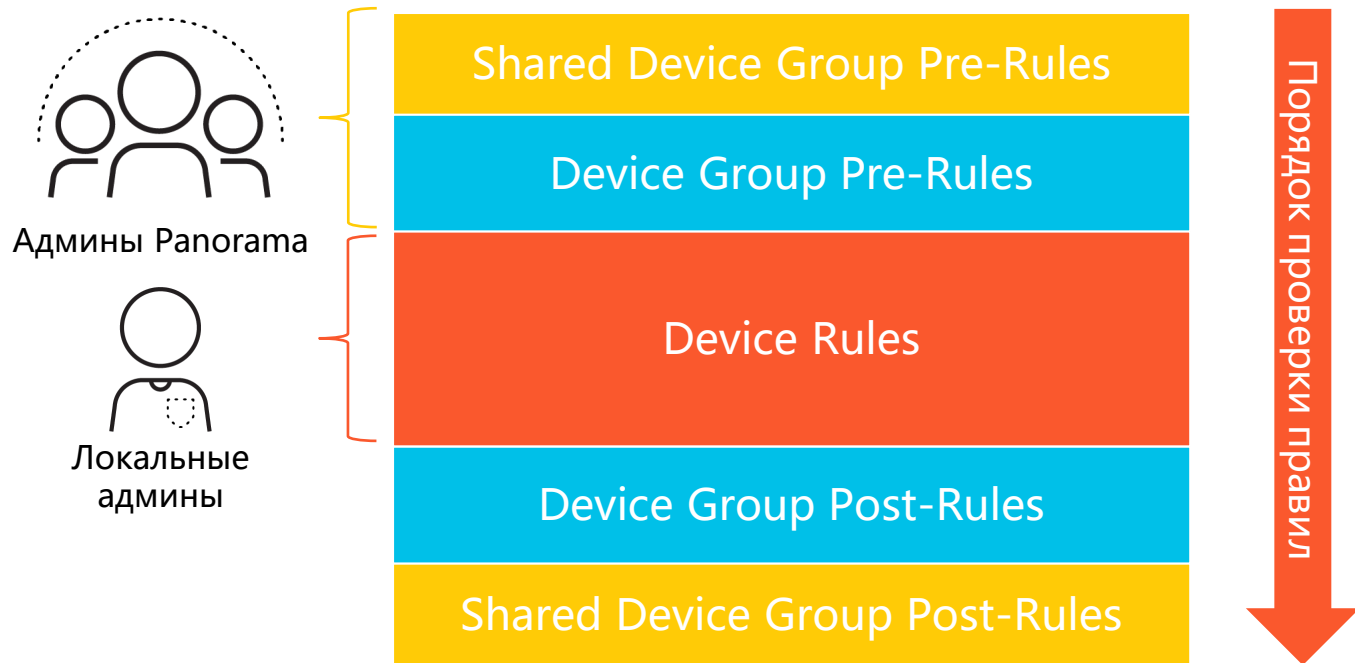 Shared Device Group Pre-Rules
Device Group Pre-Rules
Админы Panorama
Device Rules
Локальные
админы
Device Group Post-Rules
Shared Device Group Post-Rules
Порядок проверки правил